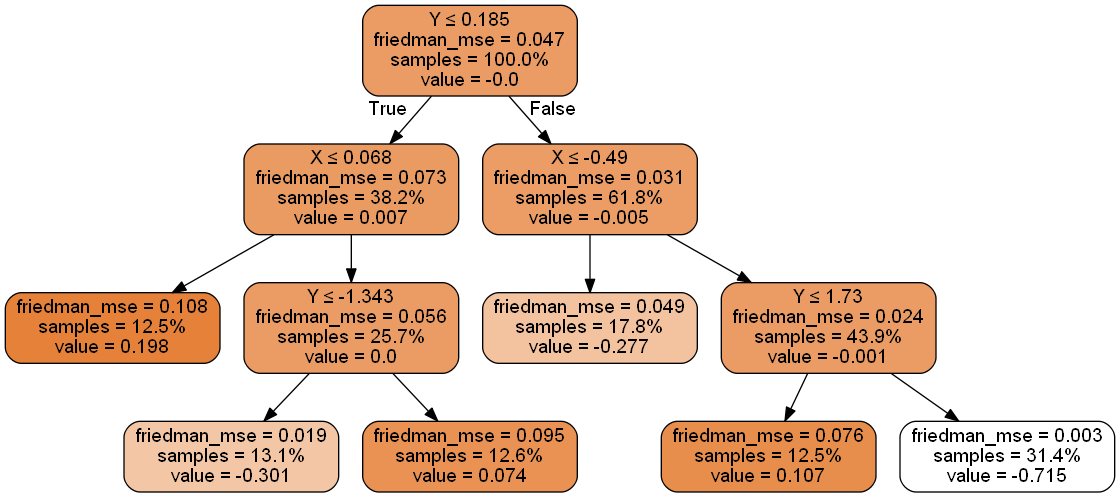 Y ≤ 0.185
friedman_mse = 0.047
samples = 100.0%
value = -0.0
True
False
X ≤ 0.068
friedman_mse = 0.073
samples = 38.2%
value = 0.007
X ≤ -0.49
friedman_mse = 0.031
samples = 61.8%
value = -0.005
friedman_mse = 0.108
samples = 12.5%
value = 0.198
Y ≤ -1.343
friedman_mse = 0.056
samples = 25.7%
value = 0.0
friedman_mse = 0.049
samples = 17.8%
value = -0.277
Y ≤ 1.73
friedman_mse = 0.024
samples = 43.9%
value = -0.001
friedman_mse = 0.019
samples = 13.1%
value = -0.301
friedman_mse = 0.095
samples = 12.6%
value = 0.074
friedman_mse = 0.076
samples = 12.5%
value = 0.107
friedman_mse = 0.003
samples = 31.4%
value = -0.715